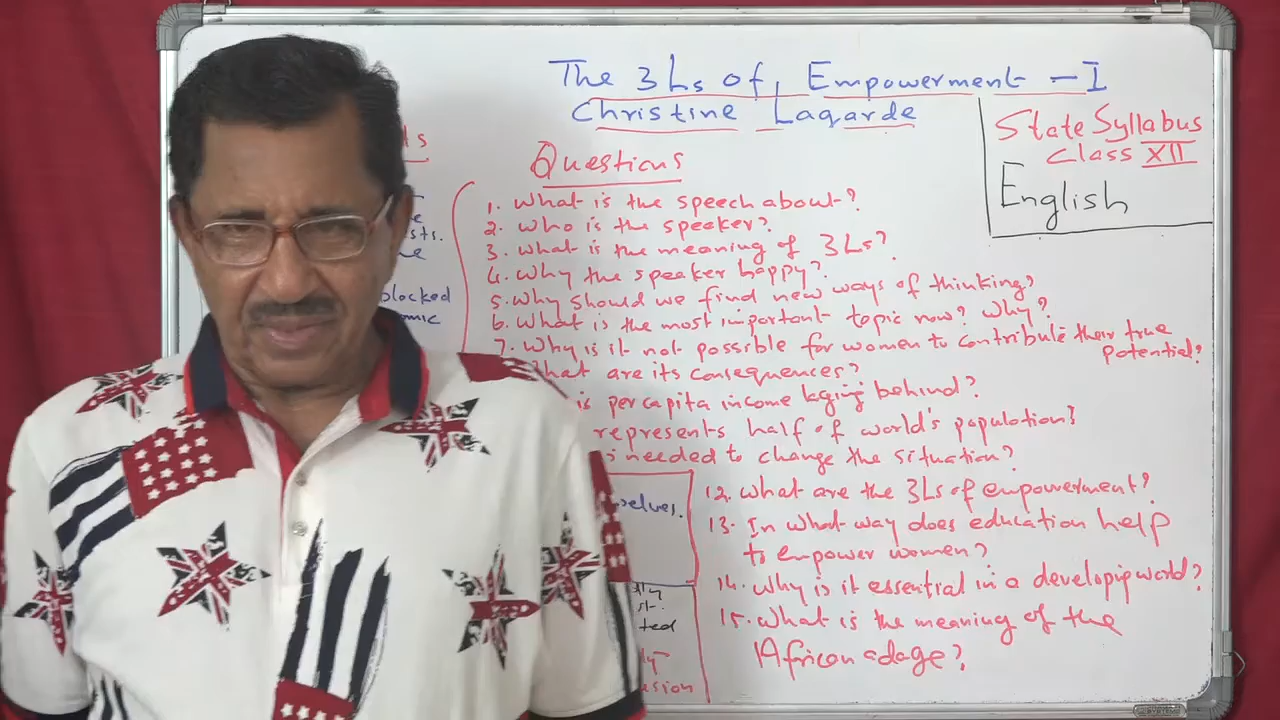 The 3Ls of Empowerment - I
Christine Lagarde
State Syllabus
Class XII
English
Questions
1. What is the speech about?
2. Who is the speaker?
3. What is the meaning of 3Ls?
4. Why the speaker happy?
5. Why should we find new ways of thinking?
6. What is the most important topic now? Why?
7. Why is it not possible for women to contribute their true
potential?
What are its consequences?
is percapita income laging behind?
represents half of world's population?
needed to change the situation?
12. What are the 3Ls of empowerment?
13. In what way does education help
to empower women?
14. Why is it essential in a developing world?
15. What is the meaning of the
African adage?
blocked